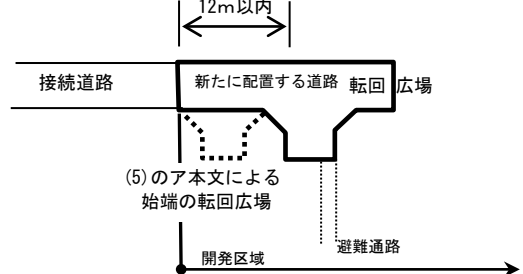 12m以内
接続道路
新たに配置する道路
転回広場
(5)のア本文による
始端の転回広場
避難通路
開発区域